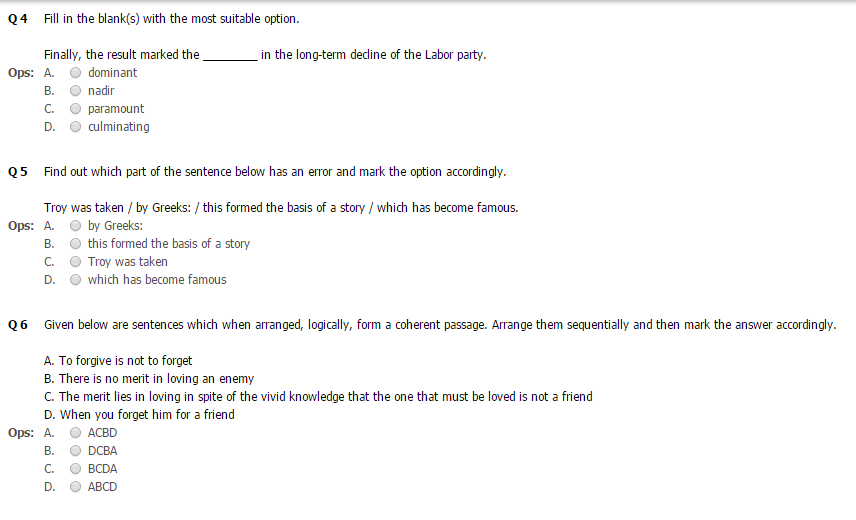 Q 4 Fill in the blank(s) with the most suitable option.
Finally, the result marked the _________ in the long-term decline of the Labor party.
Ops: A. dominant
B. nadir
C. paramount
D. culminating
Q 5 Find out which part of the sentence below has an error and mark the option accordingly.
Troy was taken / by Greeks: / this formed the basis of a story / which has become famous.
Ops: A. by Greeks:
B. this formed the basis of a story
C. Troy was taken
D. which has become famous
Q 6 Given below are sentences which when arranged, logically, form a coherent passage. Arrange them sequentially and then mark the answer accordingly.
A. To forgive is not to forget
B. There is no merit in loving an enemy
C. The merit lies in loving in spite of the vivid knowledge that the one that must be loved is not a friend
D. When you forget him for a friend
Ops: A. ACBD
B. DCBA
C. BCDA
D. ABCD